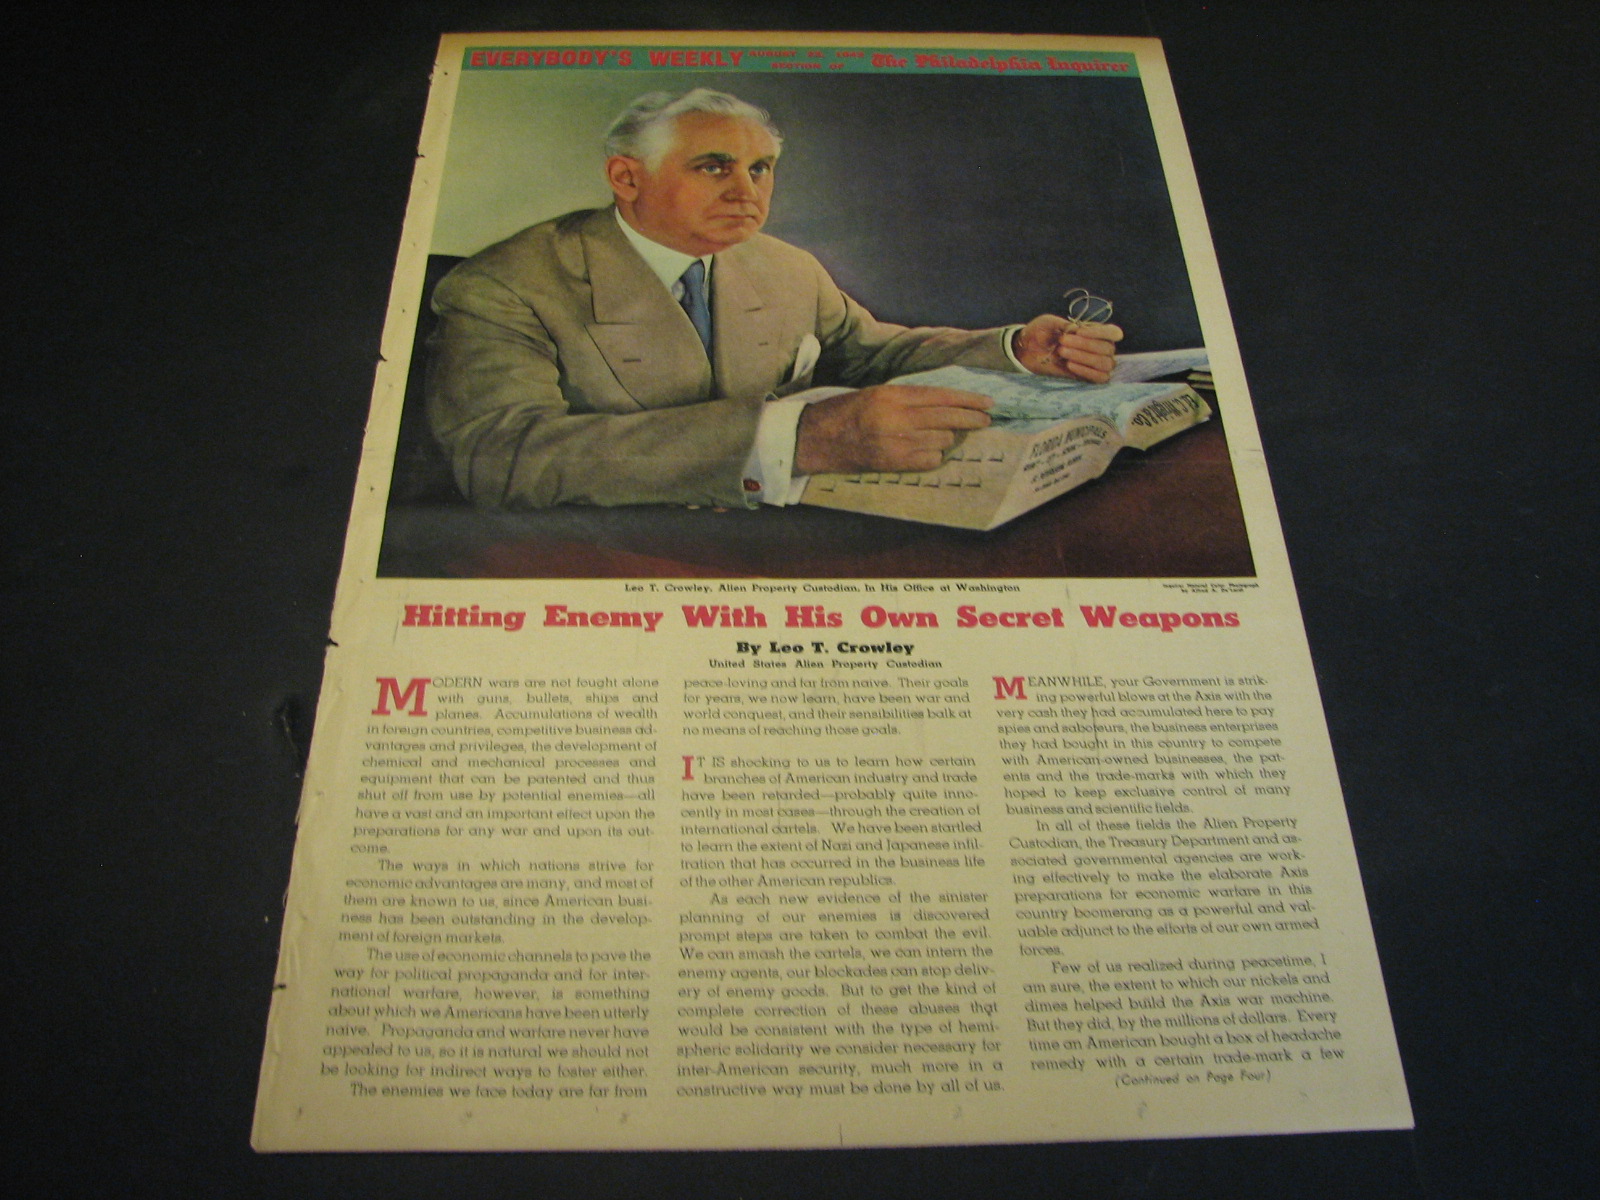 EVERYBODY'S WEEKLY
AUGUST 23, 1942
SECTION OF
The Philadelphia Inquirer
FLORIDA MUNICIPALS
Leo T. Crowley, Alien Property Custodian, In His Office at Washington
Inquirer Natural Color Photograph
Hitting Enemy With His Own Secret Weapons
By Leo T. Crowley
United States Alien Property Custodian
MODERN wars are not fought alone
with guns, bullets, ships and
planes. Accumulations of wealth
in foreign countries, competitive business ad-
vantages and privileges, the development of
chemical and mechanical processes and
equipment that can be patented and thus
shut off from use by potential enemies—all
have a vast and an important effect upon the
preparations for any war and upon its out-
come.
The ways in which nations strive for
economic advantages are many, and most of
them are known to us, since American busi-
ness has been outstanding in the develop-
ment of foreign markets.
The use of economic channels to pave the
way for political propaganda and for inter-
national warfare, however, is something
about which we Americans have been utterly
naive. Propaganda and warfare never have
appealed to us, so it is natural we should not
be looking for indirect ways to foster either.
The enemies we face today are far from
peace-loving and far from naive. Their goals
for years, we now learn, have been war and
world conquest, and their sensibilities balk at
no means of reaching those goals.
IT IS shocking to us to learn how certain
branches of American industry and trade
have been retarded—probably quite inno-
cently in most cases—through the creation of
international cartels. We have been startled
to learn the extent of Nazi and Japanese infil-
tration that has occurred in the business life
of the other American republics.
As each new evidence of the sinister
planning of our enemies is discovered
prompt steps are taken to combat the evil.
We can smash the cartels, we can intern the
enemy agents, our blockades can stop deliv-
ery of enemy goods. But to get the kind of
complete correction of these abuses that
would be consistent with the type of hemi-
spheric solidarity we consider necessary for
inter-American security, much more in a
constructive way must be done by all of us.
MEANWHILE, your Government is strik-
ing powerful blows at the Axis with the
very cash they had accumulated here to pay
spies and saboteurs, the business enterprises
they had bought in this country to compete
with American-owned businesses, the pat-
ents and the trade-marks with which they
hoped to keep exclusive control of many
business and scientific fields.
In all of these fields the Alien Property
Custodian, the Treasury Department and as-
sociated governmental agencies are work-
ing effectively to make the elaborate Axis
preparations for economic warfare in this
country boomerang as a powerful and val-
uable adjunct to the efforts of our own armed
forces.
Few of us realized during peacetime, I
am sure, the extent to which our nickels and
dimes helped build the Axis war machine.
But they did, by the millions of dollars. Every
time an American bought a box of headache
remedy with a certain trade-mark a few
(Continued on Page Four)